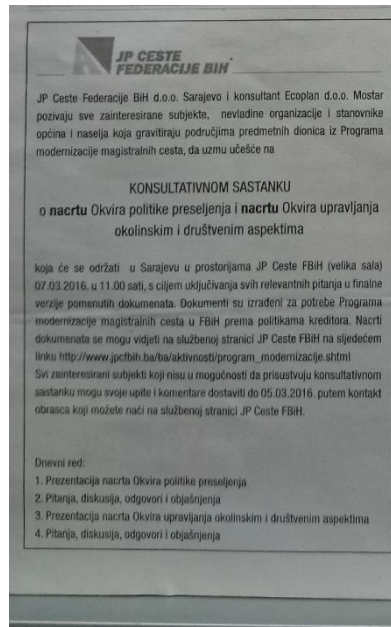 JP CESTE
FEDERACIJE BIH
JP Ceste Federacije BiH d.o.o. Sarajevo i konsultant Ecoplan d.o.o. Mostar
pozivaju sve zainteresirane subjekte, nevladine organizacije i stanovnike
općina i naselja koja gravitiraju područjima predmetnih dionica iz Programa
modernizacije magistralnih cesta, da uzmu učešće na
KONSULTATIVNOM SASTANKU
o nacrtu Okvira politike preseljenja i nacrtu Okvira upravljanja
okolinskim i društvenim aspektima
koja će se održati u Sarajevu u prostorijama JP Ceste FBiH (velika sala)
07.03.2016. u 11.00 sati, s ciljem uključivanja svih relevantnih pitanja u finalne
verzije pomenutih dokumenata. Dokumenti su izrađeni za potrebe Programa
modernizacije magistralnih cesta u FBiH prema politikama kreditora. Nacrti
dokumenata se mogu vidjeti na službenoj stranici JP Ceste FBiH na sljedećem
linku http://www.jpcfbih.ba/ba/aktivnosti/program_modernizacije.shtml
Svi zainteresirani subjekti koji nisu u mogućnosti da prisustvuju konsultativnom
sastanku mogu svoje upite i komentare dostaviti do 05.03.2016. putem kontakt
obrasca koji možete naći na službenoj stranici JP Ceste FBiH.
Dnevni red:
1. Prezentacija nacrta Okvira politike preseljenja
2. Pitanja, diskusija, odgovori i objašnjenja
3. Prezentacija nacrta Okvira upravljanja okolinskim i društvenim aspektima
4. Pitanja, diskusija, odgovori i objašnjenja